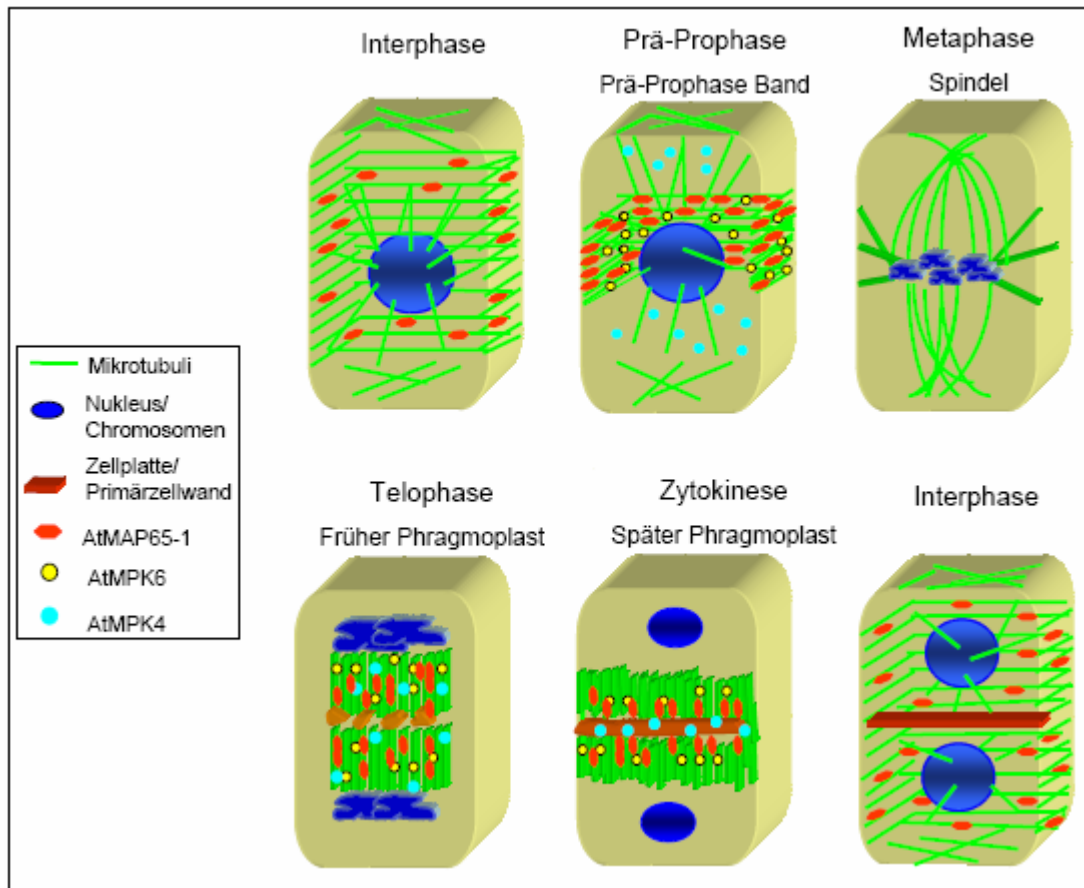 Interphase
Prä-Prophase
Metaphase
Prä-Prophase Band
Spindel
Mikrotubuli
Nukleus/
Chromosomen
Zellplatte/
Primärzellwand
AtMAP65-1
AtMPK6
AtMPK4
Telophase
Zytokinese
Interphase
Früher Phragmoplast
Später Phragmoplast